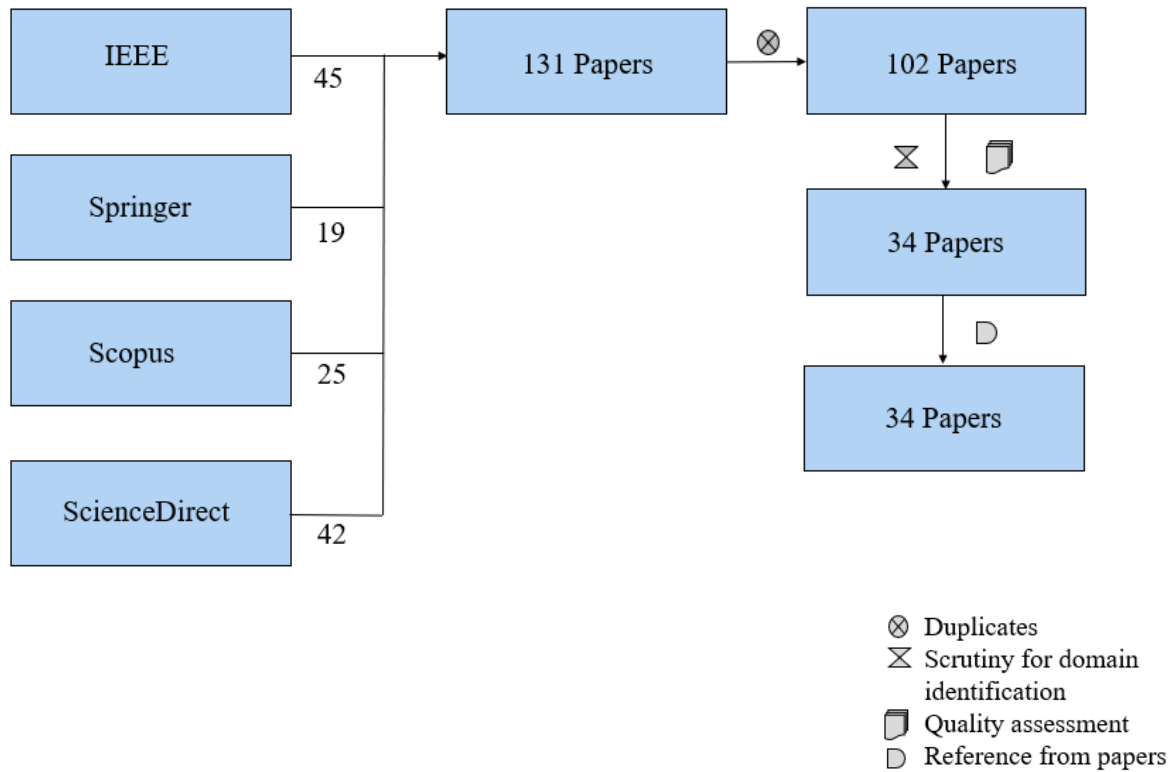 IEEE
45
131 Papers
102 Papers
Springer
19
34 Papers
Scopus
25
34 Papers
ScienceDirect
42
Duplicates
Scrutiny for domain
identification
Quality assessment
Reference from papers